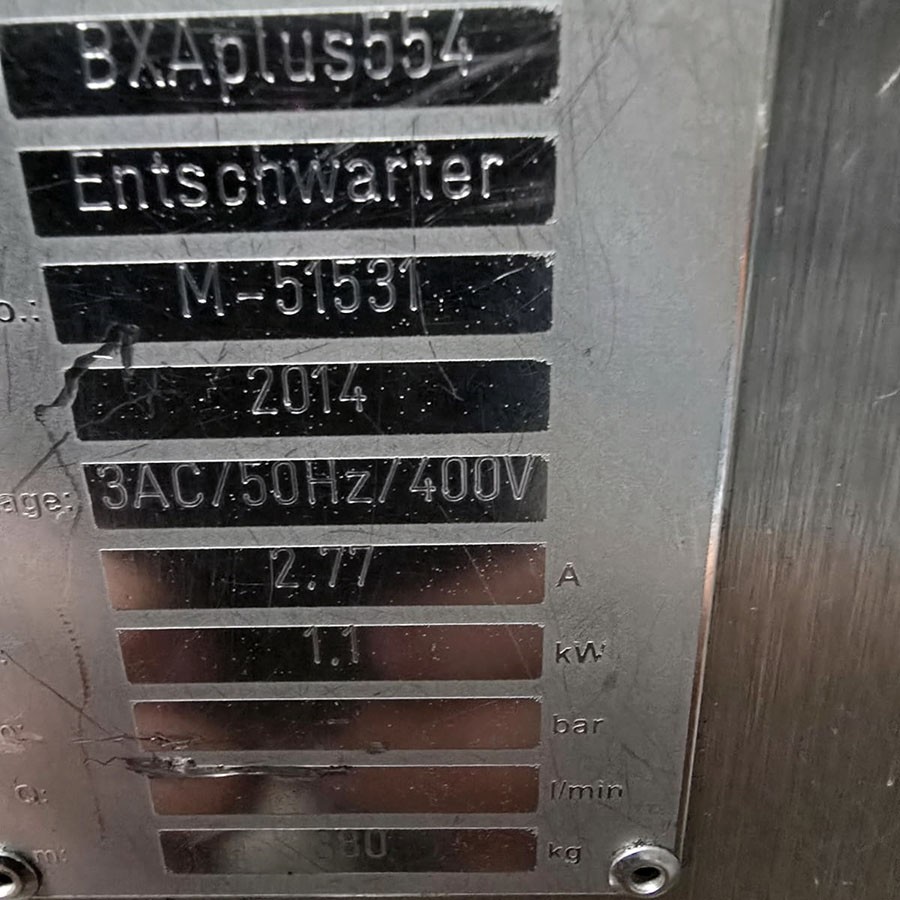 BXAplus554
Entschwarter
o.: M-51531
2014
age: 3AC/50Hz/400V
2.77 A
1.1 kW
- bar
Q: l/min
m: 380 kg